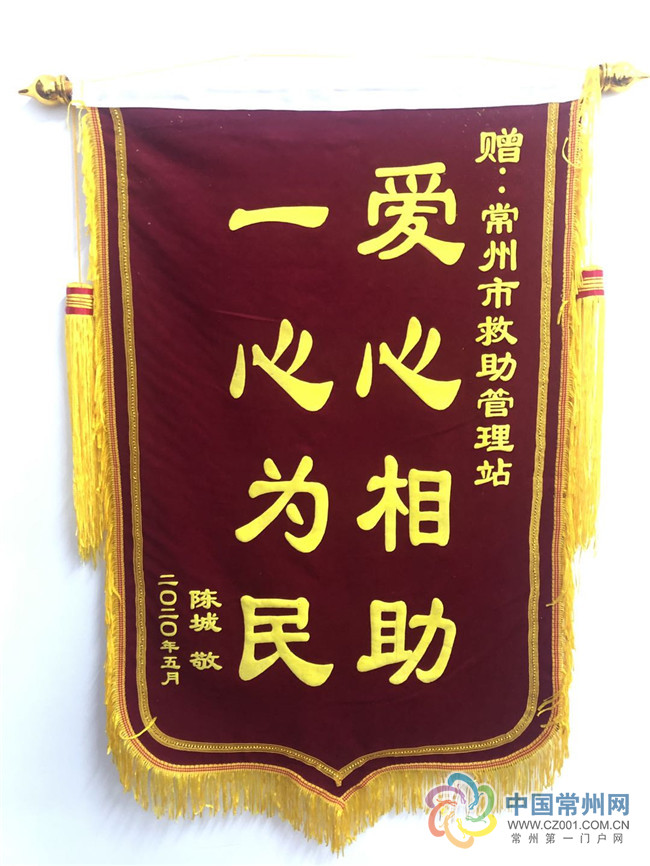 赠：常州市救助管理站
爱心相助
一心为民
陈城 敬
二〇二〇年五月
中国常州网
WWW.CZ001.COM.CN
常州第一门户网